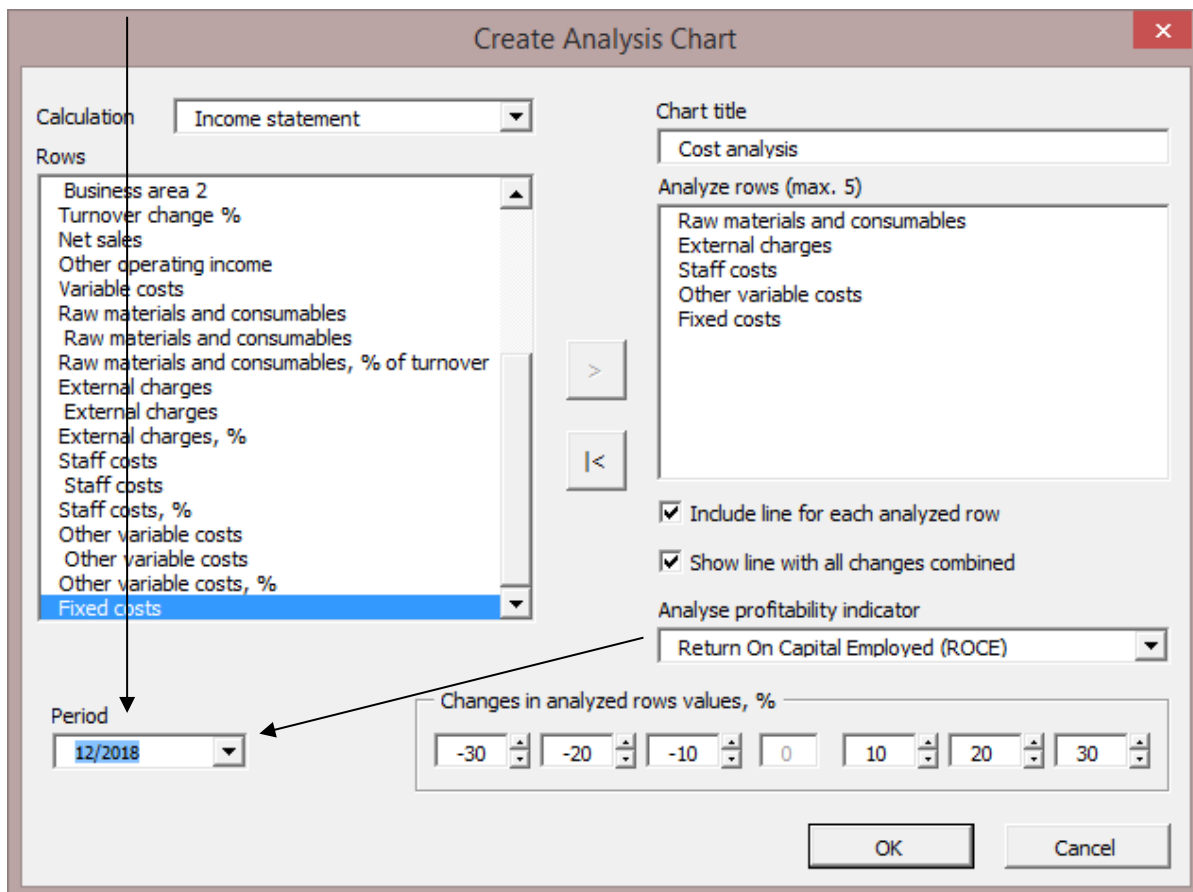 Create Analysis Chart
Calculation
Income statement
Rows
Business area 2
Turnover change %
Net sales
Other operating income
Variable costs
Raw materials and consumables
Raw materials and consumables
Raw materials and consumables, % of turnover
External charges
External charges
External charges, %
Staff costs
Staff costs
Staff costs, %
Other variable costs
Other variable costs
Other variable costs, %
Fixed costs
>
|<
Chart title
Cost analysis
Analyze rows (max. 5)
Raw materials and consumables
External charges
Staff costs
Other variable costs
Fixed costs
Include line for each analyzed row
Show line with all changes combined
Analyse profitability indicator
Return On Capital Employed (ROCE)
Period
12/2018
Changes in analyzed rows values, %
-30 -20 -10 0 10 20 30
OK Cancel